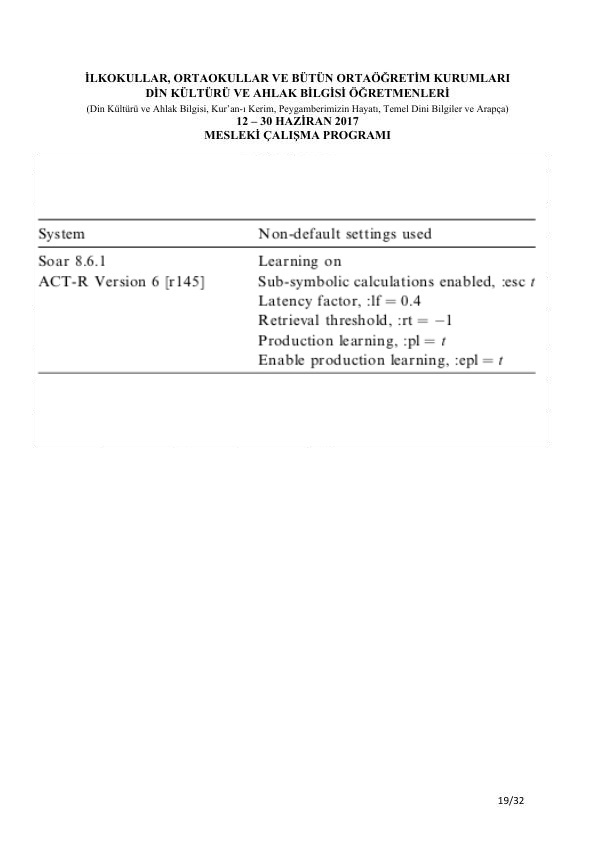 İLKOKULLAR, ORTAOKULLAR VE BÜTÜN ORTAÖĞRETİM KURUMLARI
DİN KÜLTÜRÜ VE AHLAK BİLGİSİ ÖĞRETMENLERİ
(Din Kültürü ve Ahlak Bilgisi, Kur’an-ı Kerim, Peygamberimizin Hayatı, Temel Dini Bilgiler ve Arapça)
12 – 30 HAZİRAN 2017
MESLEKİ ÇALIŞMA PROGRAMI
System Non-default settings used
Soar 8.6.1 Learning on
ACT-R Version 6 [r145] Sub-symbolic calculations enabled, :esc t
Latency factor, :lf = 0.4
Retrieval threshold, :rt = −1
Production learning, :pl = t
Enable production learning, :epl = t
19/32